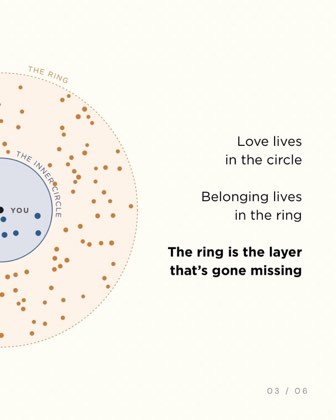 THE RING
THE INNER CIRCLE
YOU
Love lives
in the circle
Belonging lives
in the ring
The ring is the layer
that's gone missing
03 / 06